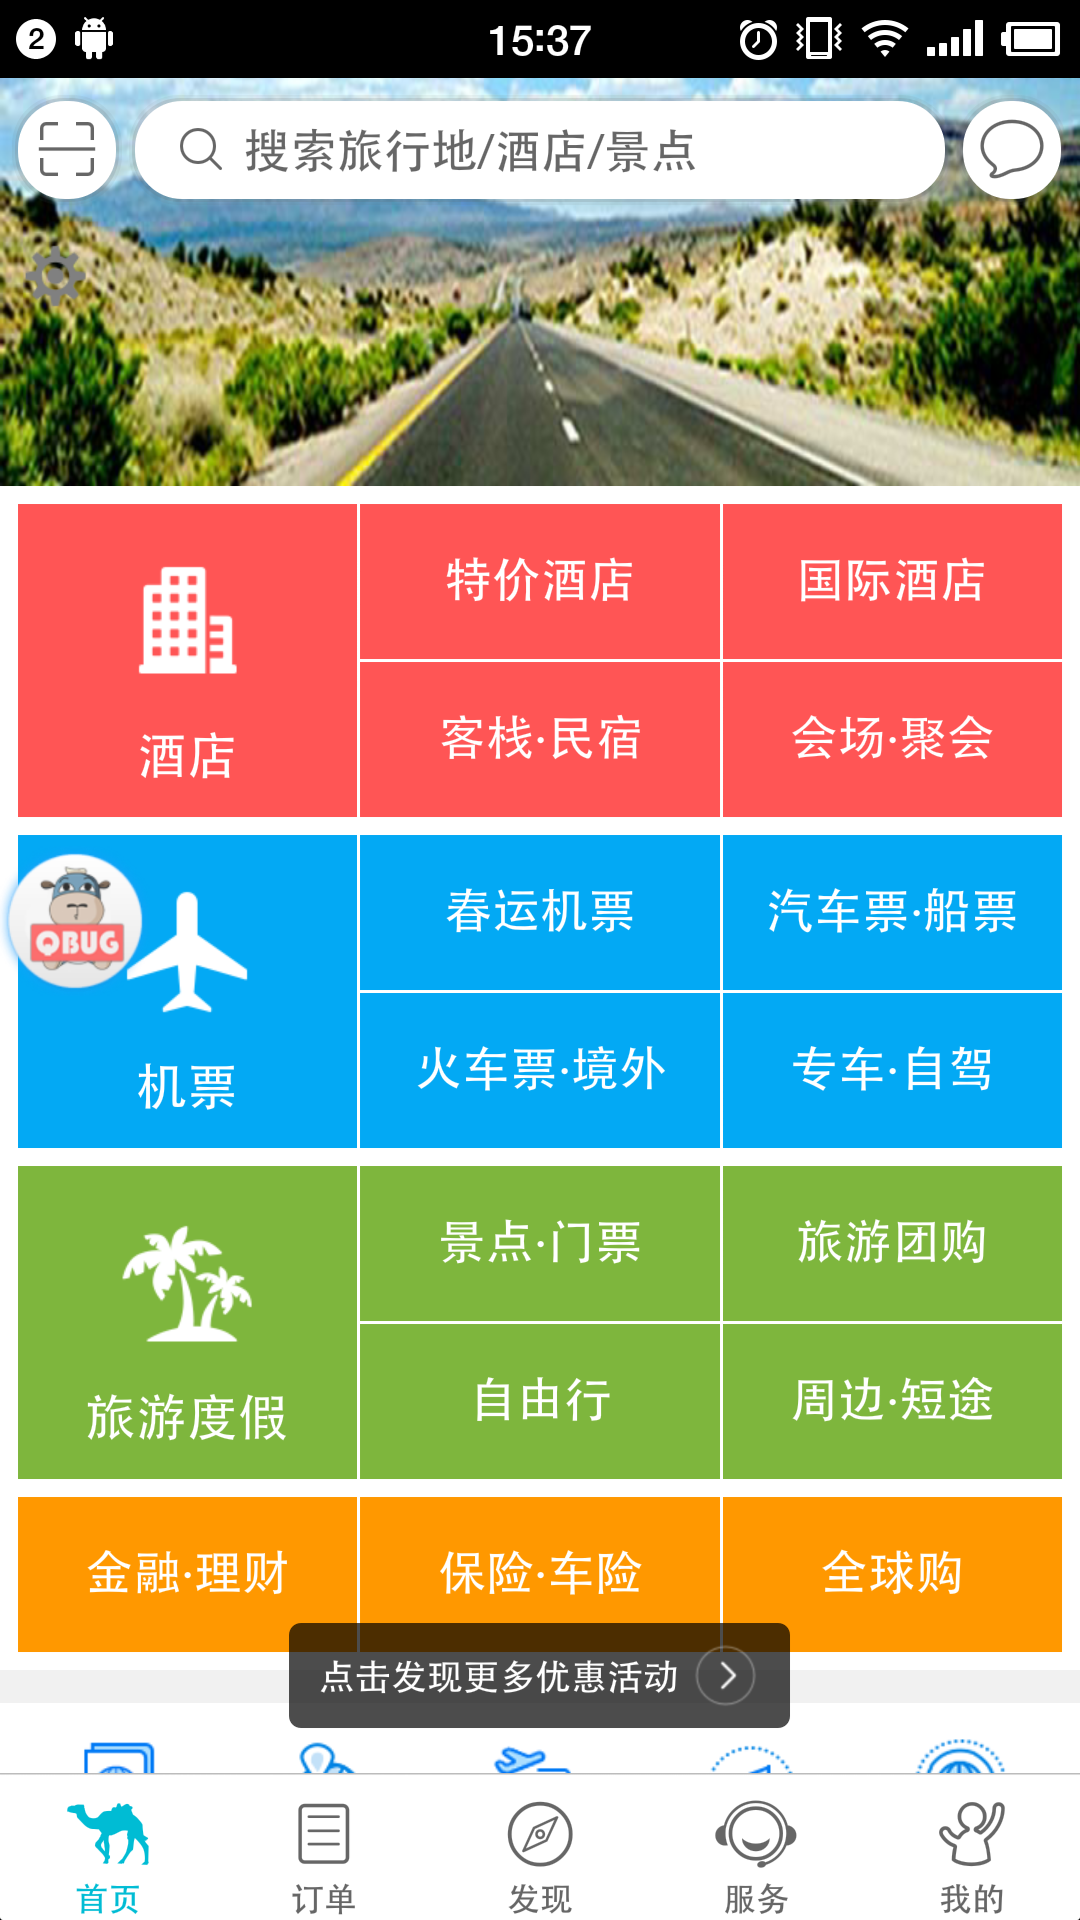 2
15:37
搜索旅行地/酒店/景点
特价酒店
国际酒店
酒店
客栈·民宿
会场·聚会
QBUG
春运机票
汽车票·船票
机票
火车票·境外
专车·自驾
景点·门票
旅游团购
旅游度假
自由行
周边·短途
金融·理财
保险·车险
全球购
点击发现更多优惠活动
首页
订单
发现
服务
我的